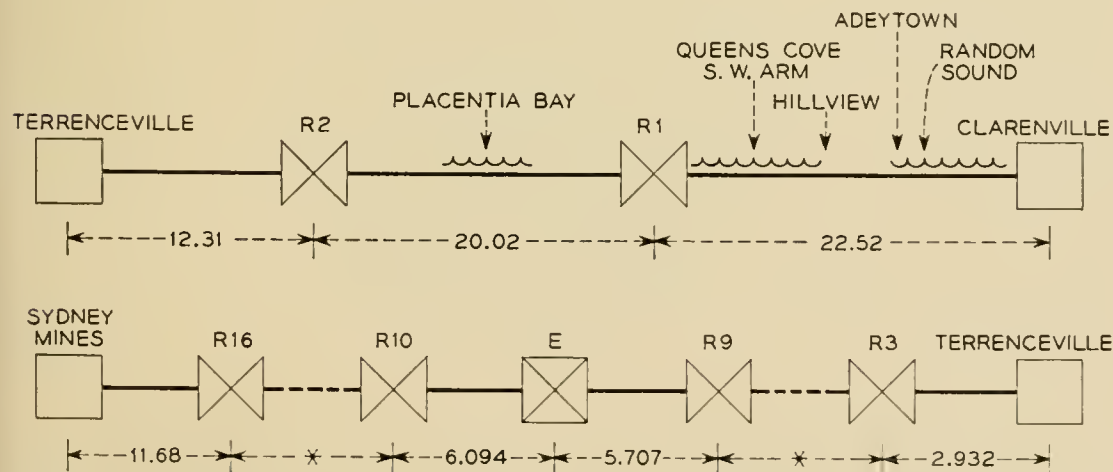 ADEYTOWN
QUEENS COVE
S. W. ARM
RANDOM
SOUND
PLACENTIA BAY
HILLVIEW
TERRENCEVILLE
R2
R1
CLARENVILLE
12.31
20.02
22.52
SYDNEY
MINES
R16
R10
E
R9
R3
TERRENCEVILLE
11.68
*
6.094
5.707
*
2.932